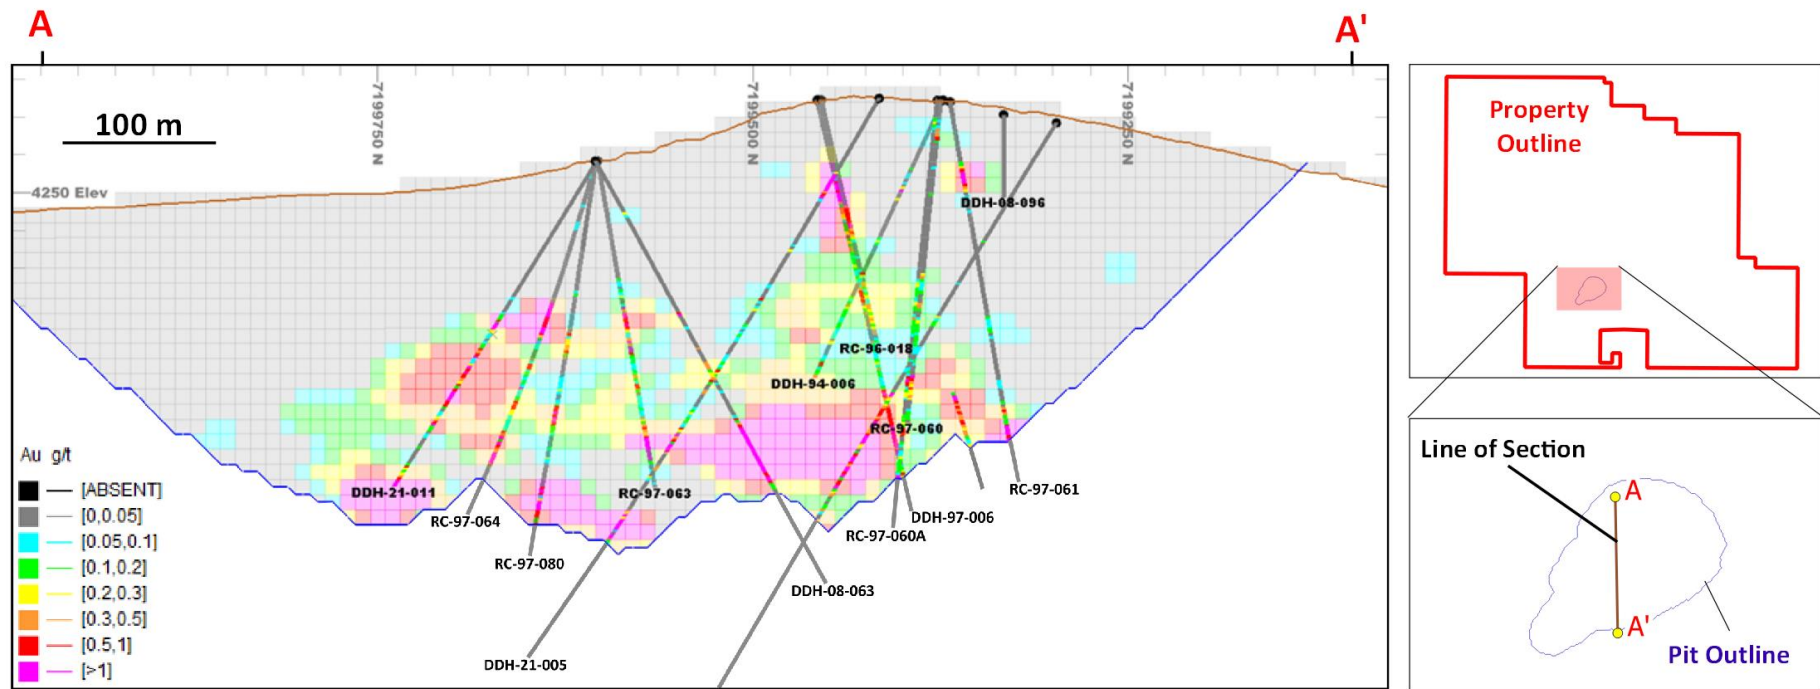 A
A'
100 m
7199750 N
7199500 N
7199250 N
4250 Elev
DDH-08-096
RC-96-018
DDH-94-006
RC-97-060
DDH-21-011
RC-97-063
RC-97-061
RC-97-064
DDH-97-006
RC-97-060A
RC-97-080
DDH-08-063
DDH-21-005
Au g/t
[ABSENT]
[0,0.05]
[0.05,0.1]
[0.1,0.2]
[0.2,0.3]
[0.3,0.5]
[0.5,1]
[>1]
Property
Outline
Line of Section
A
A'
Pit Outline